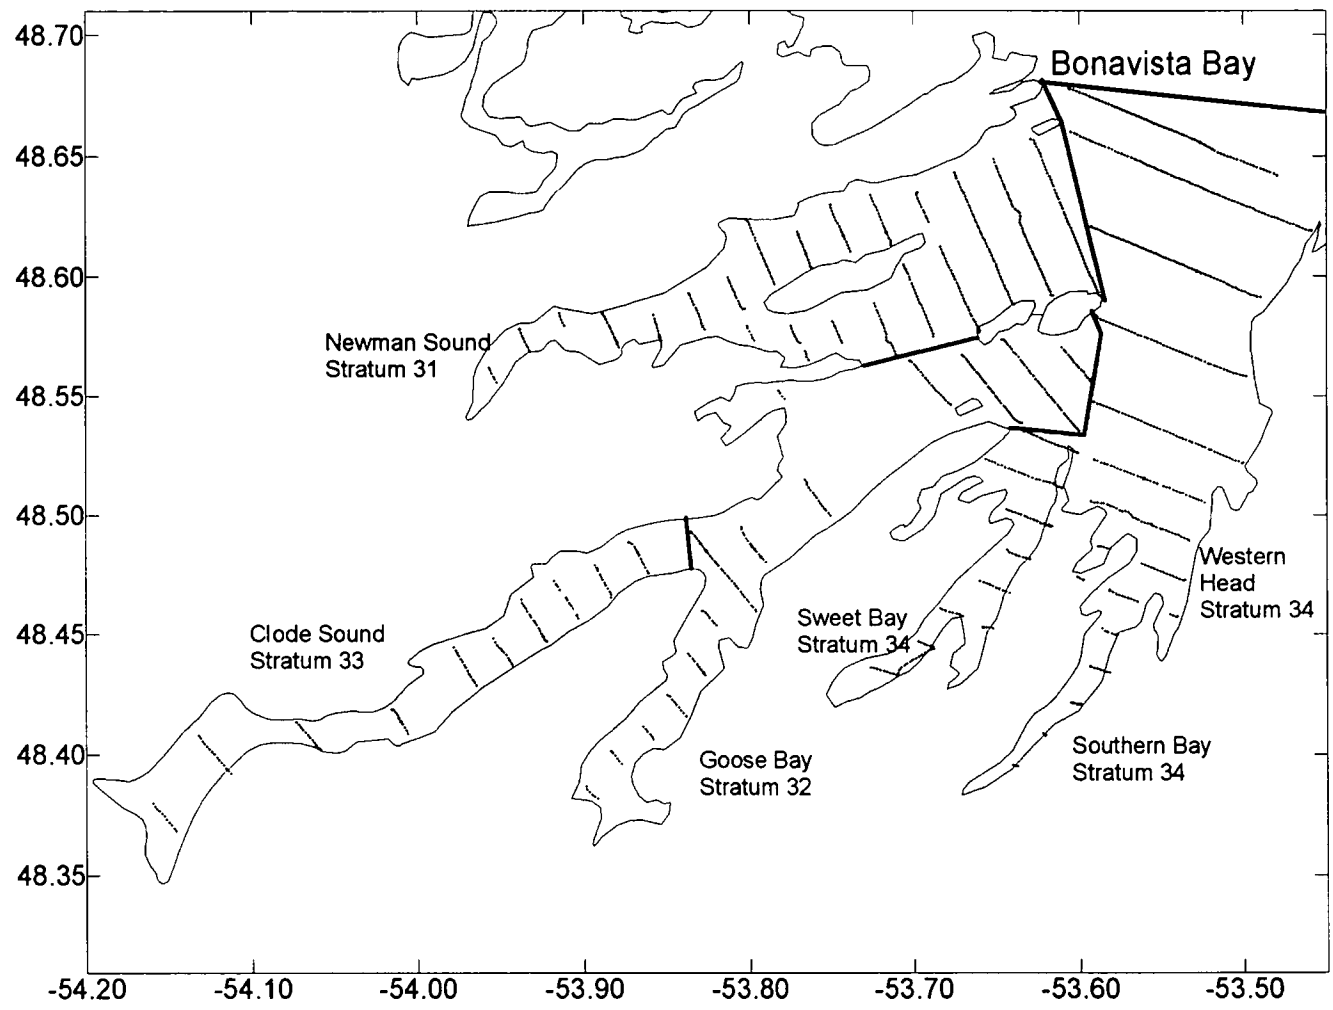 48.70
Bonavista Bay
48.65
48.60
Newman Sound
Stratum 31
48.55
48.50
Western
Head
Stratum 34
Sweet Bay
Stratum 34
48.45
Clode Sound
Stratum 33
48.40
Southern Bay
Stratum 34
Goose Bay
Stratum 32
48.35
-54.20 -54.10 -54.00 -53.90 -53.80 -53.70 -53.60 -53.50